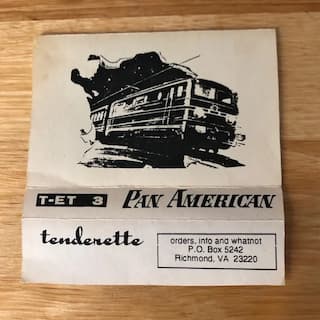 T-ET 3 PAN AMERICAN
tenderette
orders, info and whatnot
P.O. Box 5242
Richmond, VA 23220